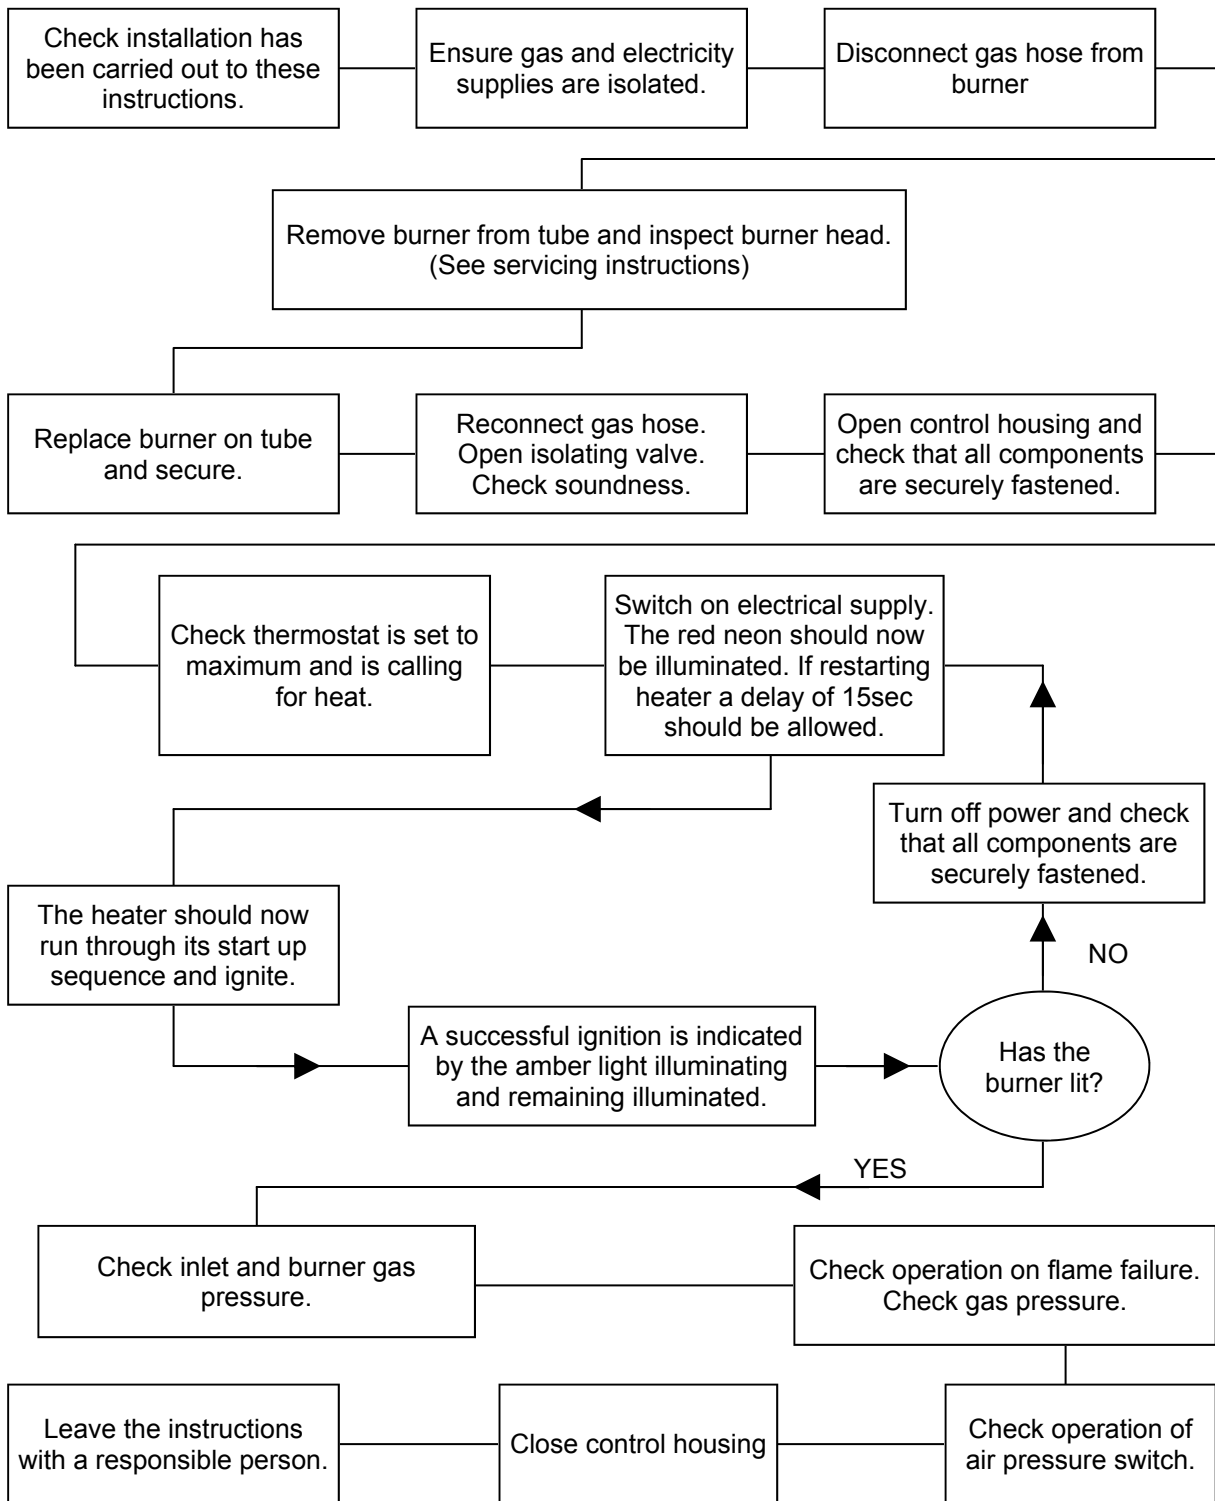 Check installation has
been carried out to these
instructions.
Ensure gas and electricity
supplies are isolated.
Disconnect gas hose from
burner
Remove burner from tube and inspect burner head.
(See servicing instructions)
Replace burner on tube
and secure.
Reconnect gas hose.
Open isolating valve.
Check soundness.
Open control housing and
check that all components
are securely fastened.
Check thermostat is set to
maximum and is calling
for heat.
Switch on electrical supply.
The red neon should now
be illuminated. If restarting
heater a delay of 15sec
should be allowed.
Turn off power and check
that all components are
securely fastened.
The heater should now
run through its start up
sequence and ignite.
NO
A successful ignition is indicated
by the amber light illuminating
and remaining illuminated.
Has the
burner lit?
YES
Check inlet and burner gas
pressure.
Check operation on flame failure.
Check gas pressure.
Leave the instructions
with a responsible person.
Close control housing
Check operation of
air pressure switch.